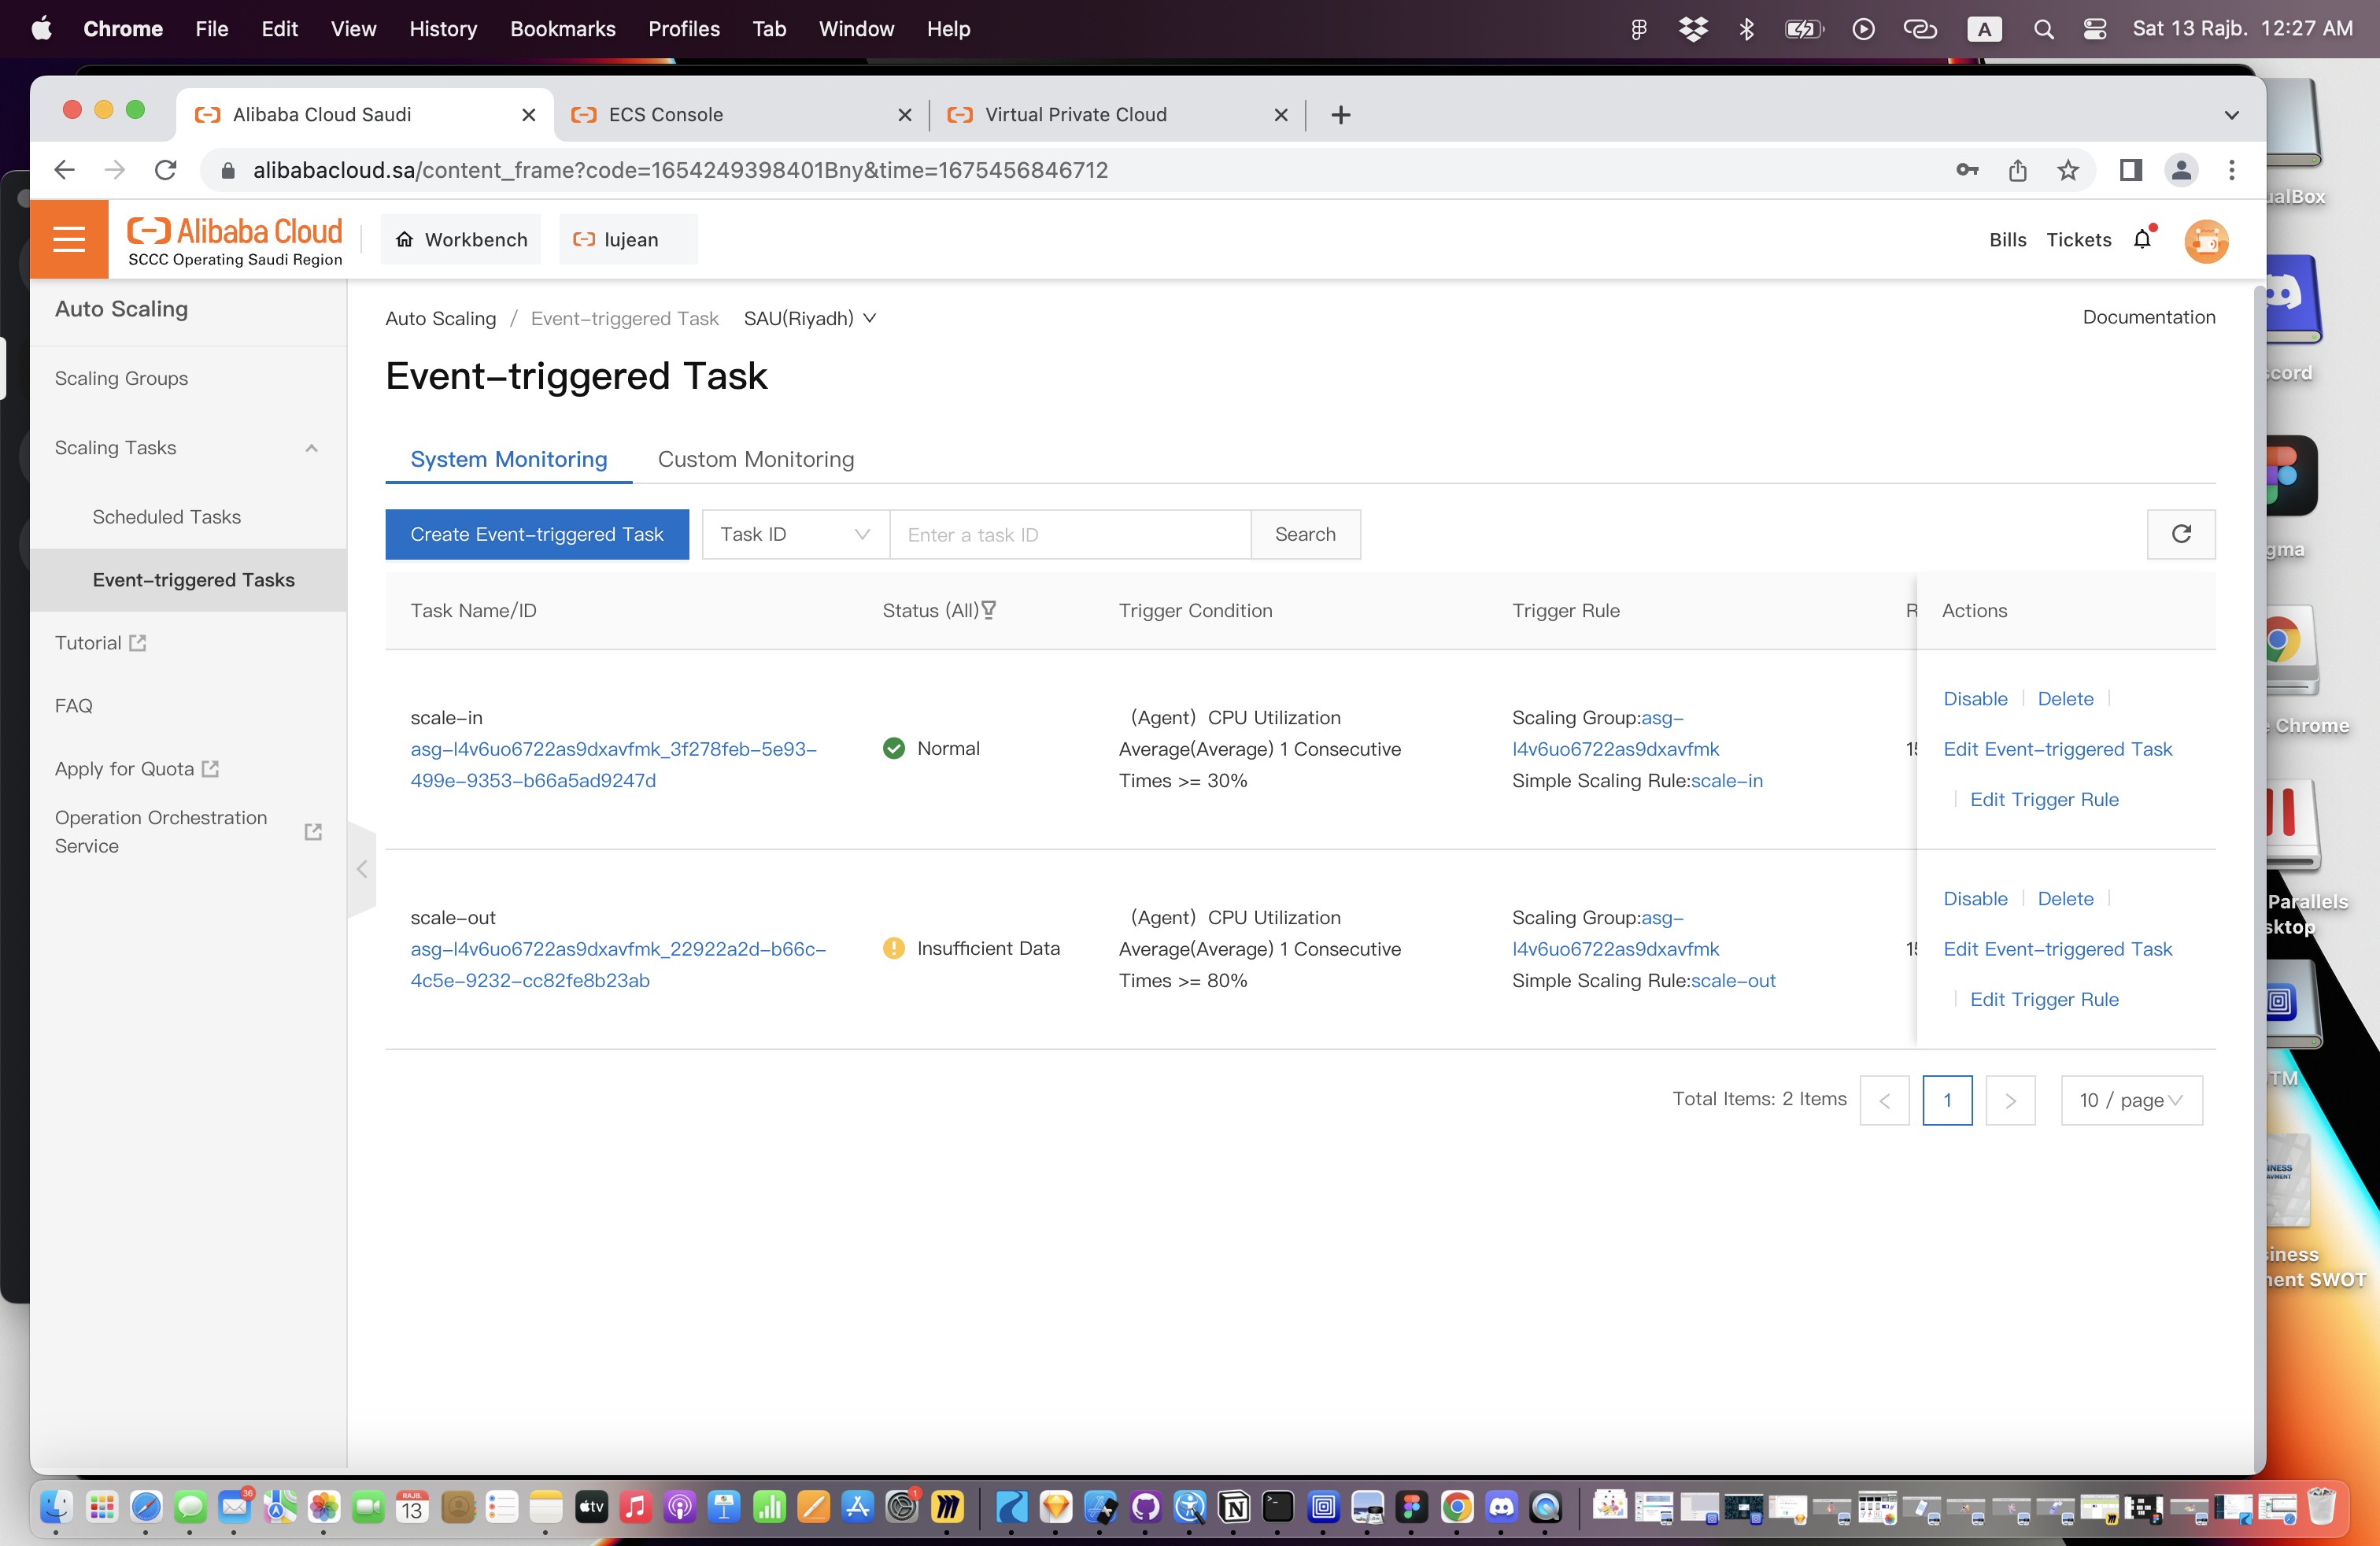 Chrome File Edit View History Bookmarks Profiles Tab Window Help A Sat 13 Rajb. 12:27 AM
Alibaba Cloud Saudi ECS Console Virtual Private Cloud
alibabacloud.sa/content_frame?code=1654249398401Bny&time=1675456846712
Alibaba Cloud
SCCC Operating Saudi Region
Workbench lujean Bills Tickets
Auto Scaling
Scaling Groups
Scaling Tasks
Scheduled Tasks
Event-triggered Tasks
Tutorial
FAQ
Apply for Quota
Operation Orchestration
Service
Auto Scaling / Event-triggered Task SAU(Riyadh) Documentation
Event-triggered Task
System Monitoring Custom Monitoring
Create Event-triggered Task Task ID Enter a task ID Search
Task Name/ID Status (All) Trigger Condition Trigger Rule R Actions
scale-in
asg-l4v6uo6722as9dxavfmk_3f278feb-5e93-
499e-9353-b66a5ad9247d
Normal
(Agent) CPU Utilization
Average(Average) 1 Consecutive
Times >= 30%
Scaling Group:asg-
l4v6uo6722as9dxavfmk
Simple Scaling Rule:scale-in
Disable Delete
Edit Event-triggered Task
Edit Trigger Rule
scale-out
asg-l4v6uo6722as9dxavfmk_22922a2d-b66c-
4c5e-9232-cc82fe8b23ab
Insufficient Data
(Agent) CPU Utilization
Average(Average) 1 Consecutive
Times >= 80%
Scaling Group:asg-
l4v6uo6722as9dxavfmk
Simple Scaling Rule:scale-out
Disable Delete
Edit Event-triggered Task
Edit Trigger Rule
Total Items: 2 Items 1 10 / page
ualBox
cord
gma
Chrome
Parallels
sktop
TM
iness
ment SWOT
36
RAJB.
13
tv
1